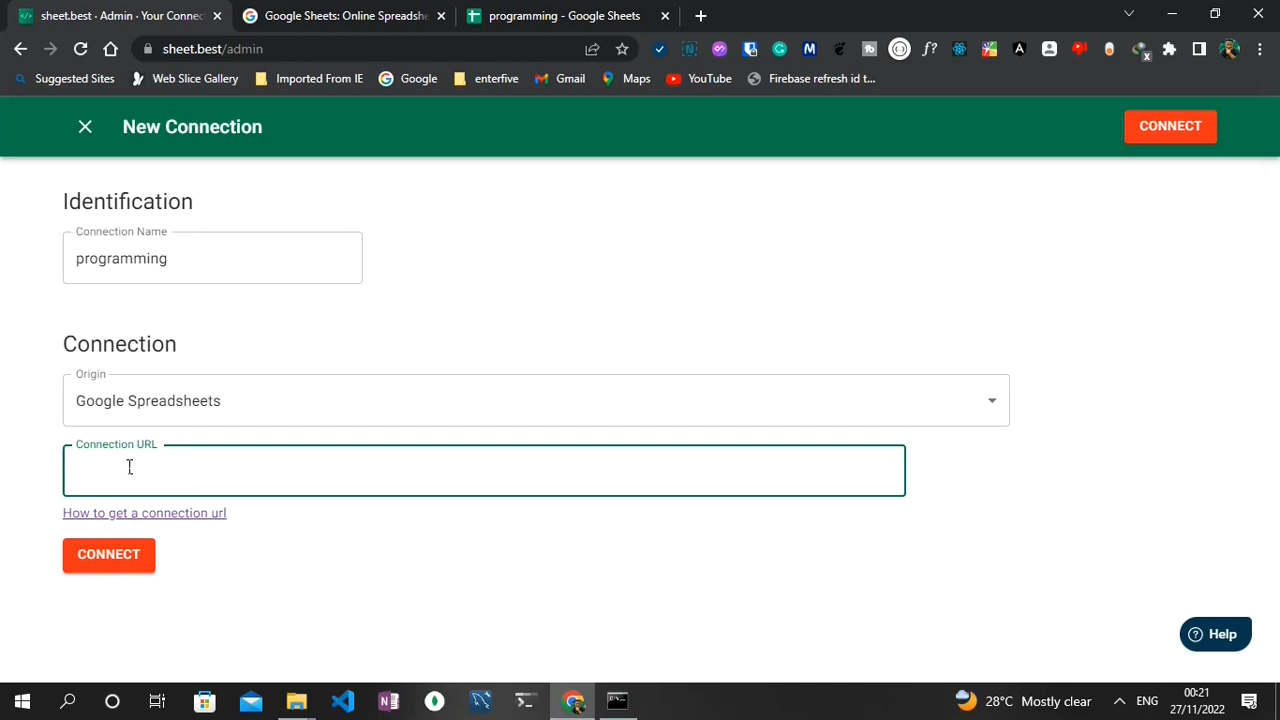 sheet.best - Admin - Your Connec
Google Sheets: Online Spreadshe
programming - Google Sheets
sheet.best/admin
Suggested Sites
Web Slice Gallery
Imported From IE
Google
enterfive
Gmail
Maps
YouTube
Firebase refresh id t...
New Connection
CONNECT
Identification
Connection Name
programming
Connection
Origin
Google Spreadsheets
Connection URL
How to get a connection url
CONNECT
Help
28°C Mostly clear
ENG
00:21
27/11/2022